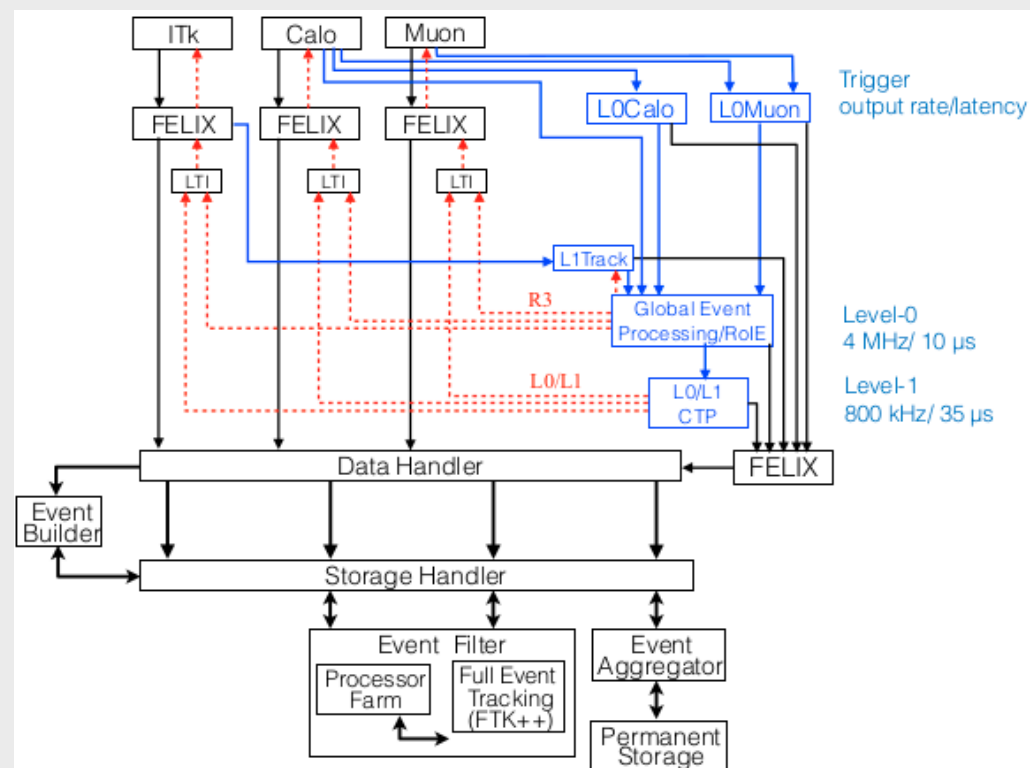 ITk
Calo
Muon
Trigger
output rate/latency
L0Calo
L0Muon
FELIX
FELIX
FELIX
LTI
LTI
LTI
L1Track
R3
Global Event
Processing/RoIE
Level-0
4 MHz/ 10 μs
L0/L1
L0/L1
CTP
Level-1
800 kHz/ 35 μs
Data Handler
FELIX
Event
Builder
Storage Handler
Event Filter
Processor
Farm
Full Event
Tracking
(FTK++)
Event
Aggregator
Permanent
Storage